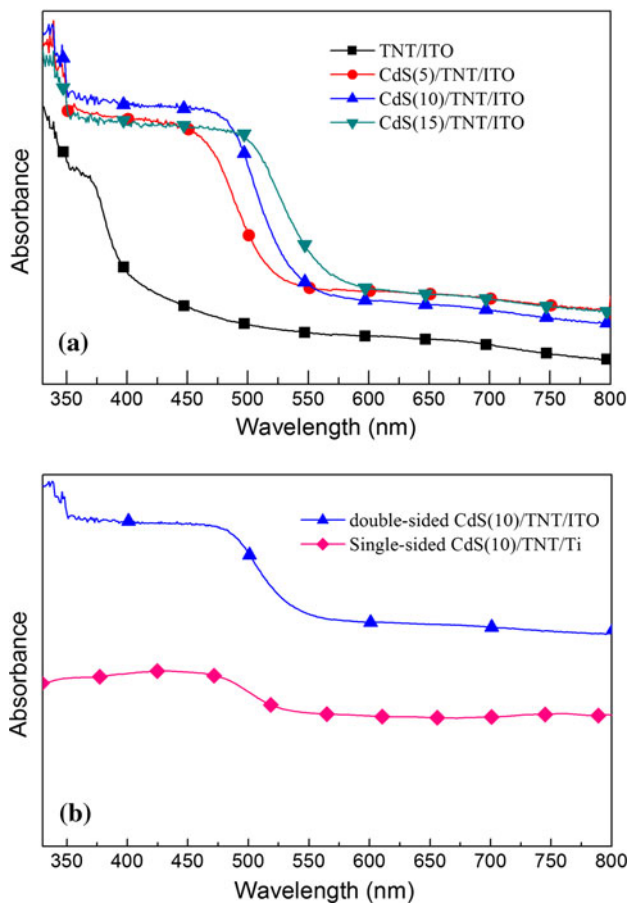 TNT/ITO
CdS(5)/TNT/ITO
CdS(10)/TNT/ITO
CdS(15)/TNT/ITO
Absorbance
(a)
350 400 450 500 550 600 650 700 750 800
Wavelength (nm)
double-sided CdS(10)/TNT/ITO
Single-sided CdS(10)/TNT/Ti
Absorbance
(b)
350 400 450 500 550 600 650 700 750 800
Wavelength (nm)